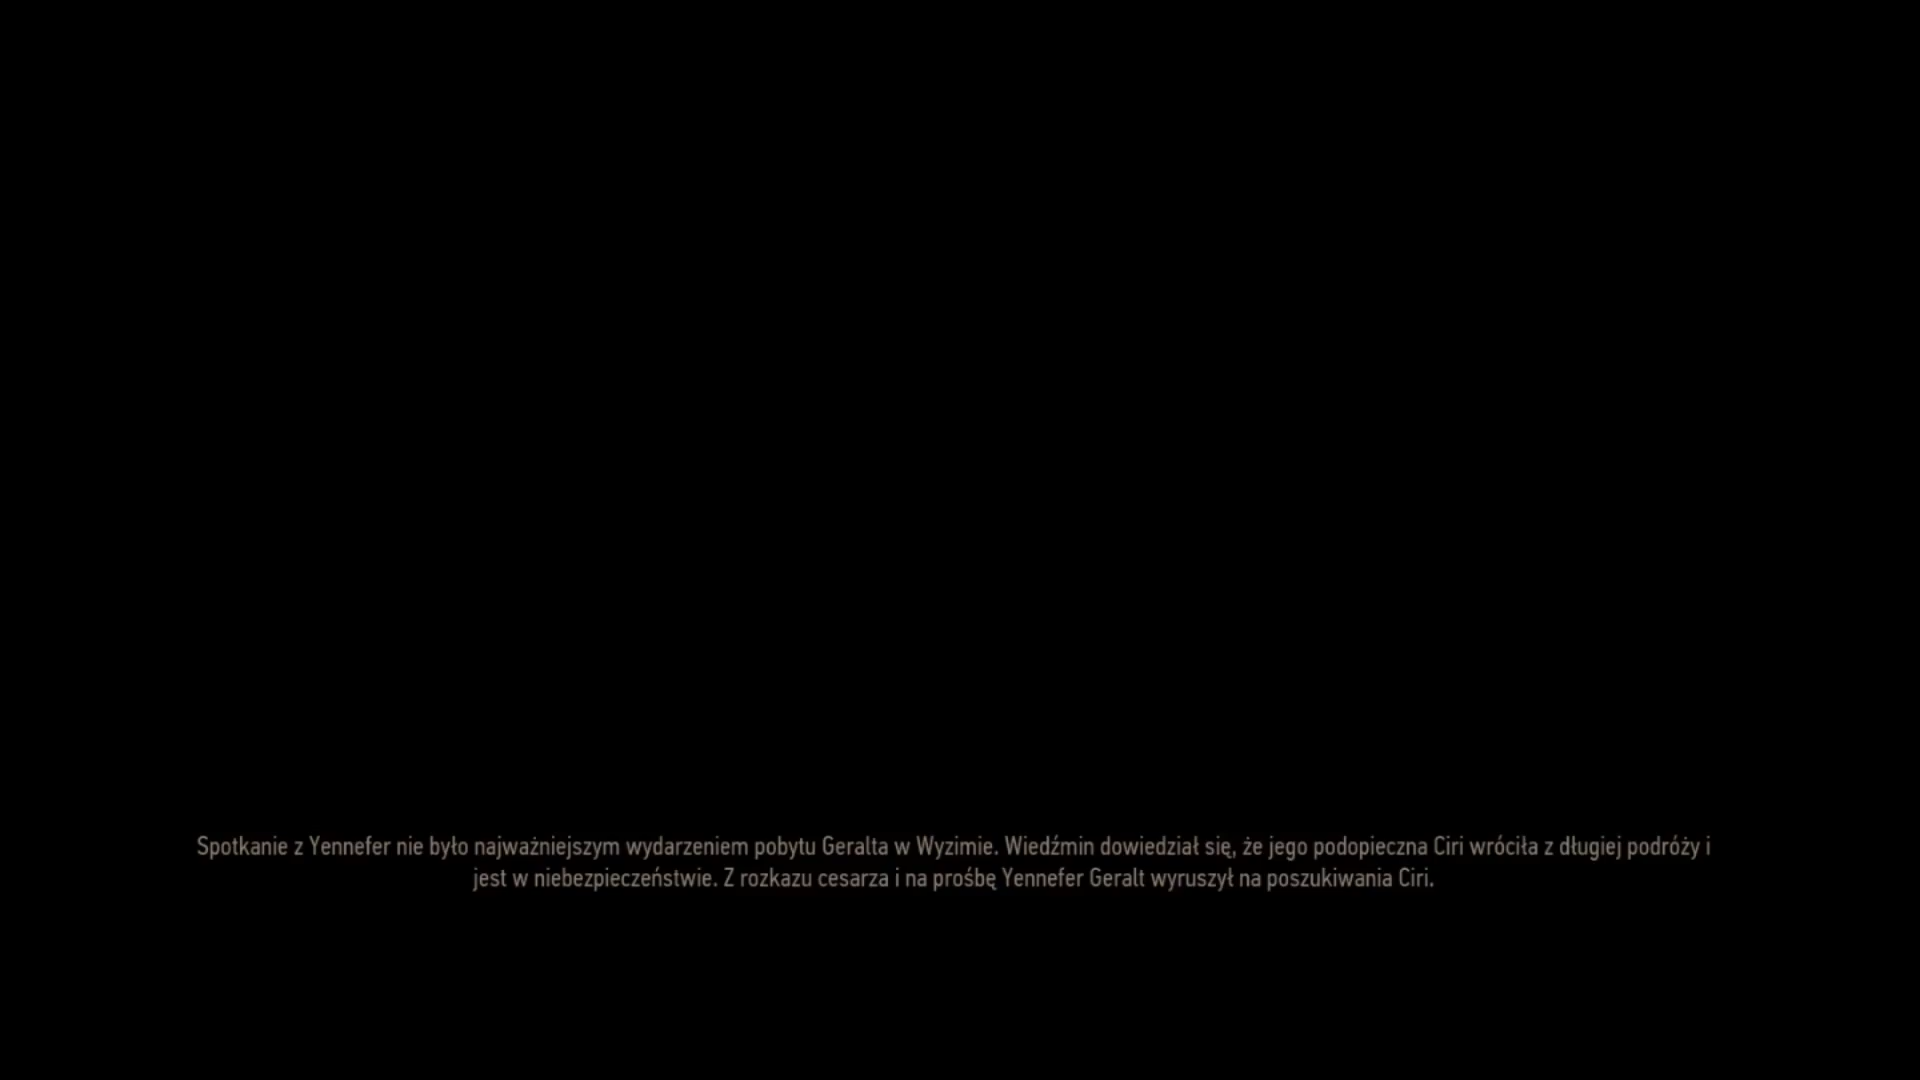 Spotkanie z Yennefer nie było najważniejszym wydarzeniem pobytu Geralta w Wyzimie. Wiedźmin dowiedział się, że jego podopieczna Ciri wróciła z długiej podróży i
jest w niebezpieczeństwie. Z rozkazu cesarza i na prośbę Yennefer Geralt wyruszył na poszukiwania Ciri.